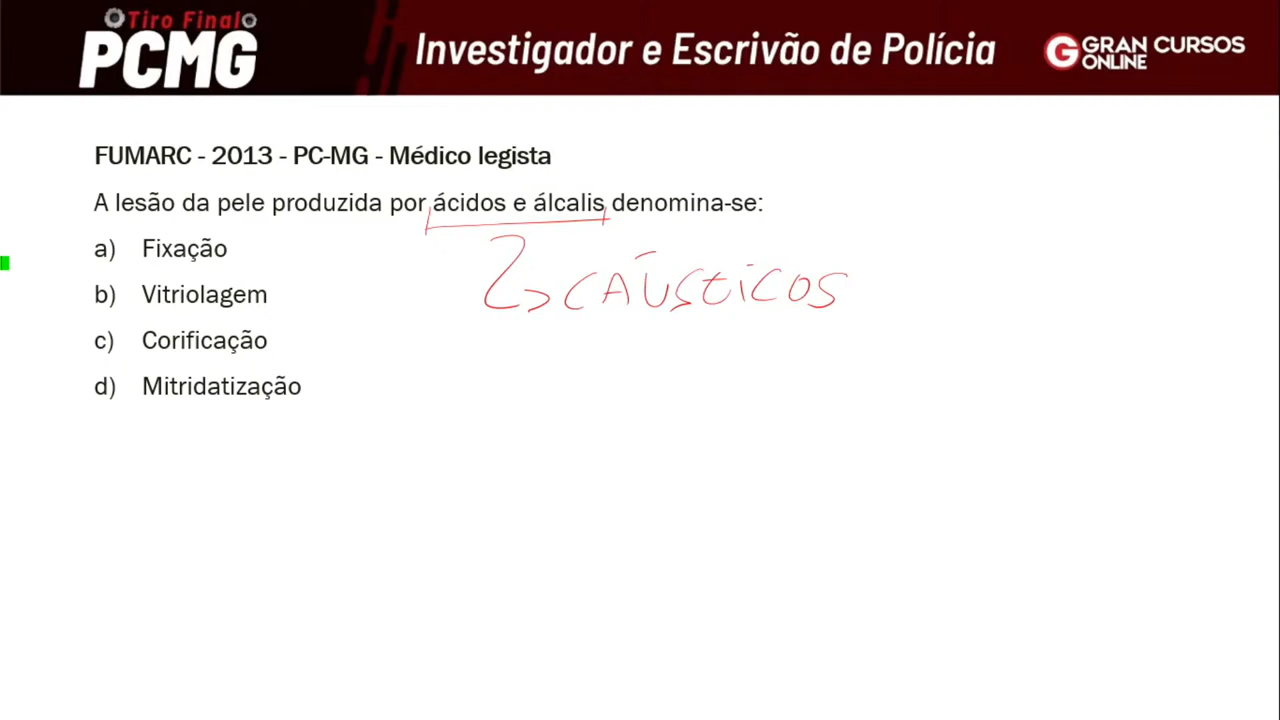 Tiro Final
PCMG
Investigador e Escrivão de Polícia
GRAN CURSOS
ONLINE
FUMARC - 2013 - PC-MG - Médico legista
A lesão da pele produzida por ácidos e álcalis denomina-se:
a) Fixação
CÁUSTICOS
b) Vitriolagem
c) Corificação
d) Mitridatização